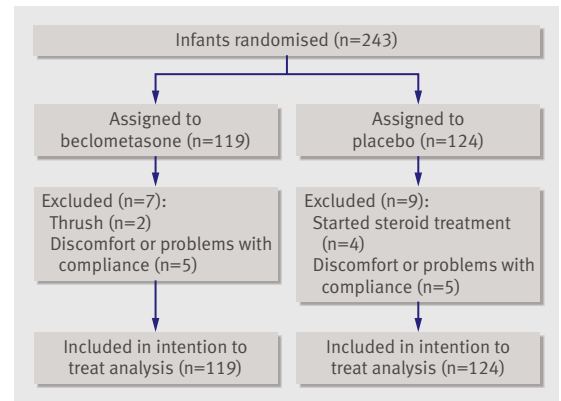 Infants randomised (n=243)
Assigned to
beclometasone (n=119)
Assigned to
placebo (n=124)
Excluded (n=7):
Thrush (n=2)
Discomfort or problems with
compliance (n=5)
Excluded (n=9):
Started steroid treatment
(n=4)
Discomfort or problems with
compliance (n=5)
Included in intention to
treat analysis (n=119)
Included in intention to
treat analysis (n=124)